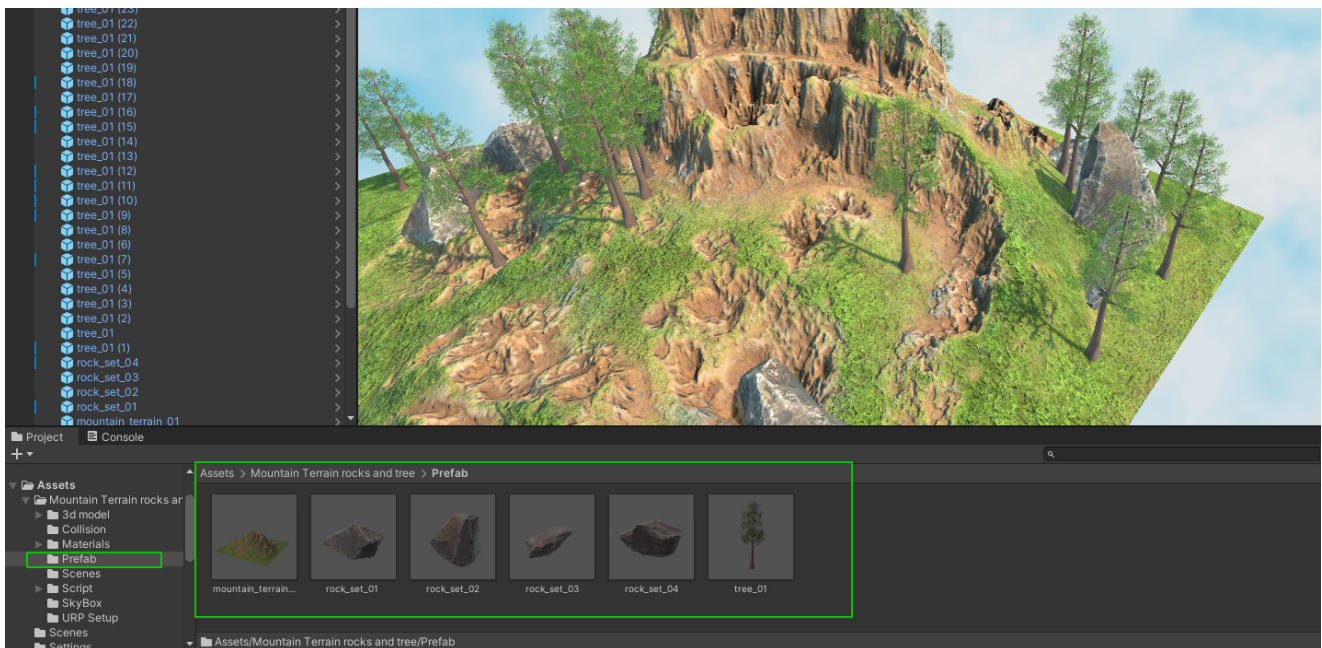 tree_01 (23)
tree_01 (22)
tree_01 (21)
tree_01 (20)
tree_01 (19)
tree_01 (18)
tree_01 (17)
tree_01 (16)
tree_01 (15)
tree_01 (14)
tree_01 (13)
tree_01 (12)
tree_01 (11)
tree_01 (10)
tree_01 (9)
tree_01 (8)
tree_01 (6)
tree_01 (7)
tree_01 (5)
tree_01 (4)
tree_01 (3)
tree_01 (2)
tree_01
tree_01 (1)
rock_set_04
rock_set_03
rock_set_02
rock_set_01
mountain_terrain_01
Project
Console
Assets
Mountain Terrain rocks ar
3d model
Collision
Materials
Prefab
Scenes
Script
SkyBox
URP Setup
Scenes
Settings
Assets > Mountain Terrain rocks and tree > Prefab
mountain_terrain...
rock_set_01
rock_set_02
rock_set_03
rock_set_04
tree_01
Assets/Mountain Terrain rocks and tree/Prefab